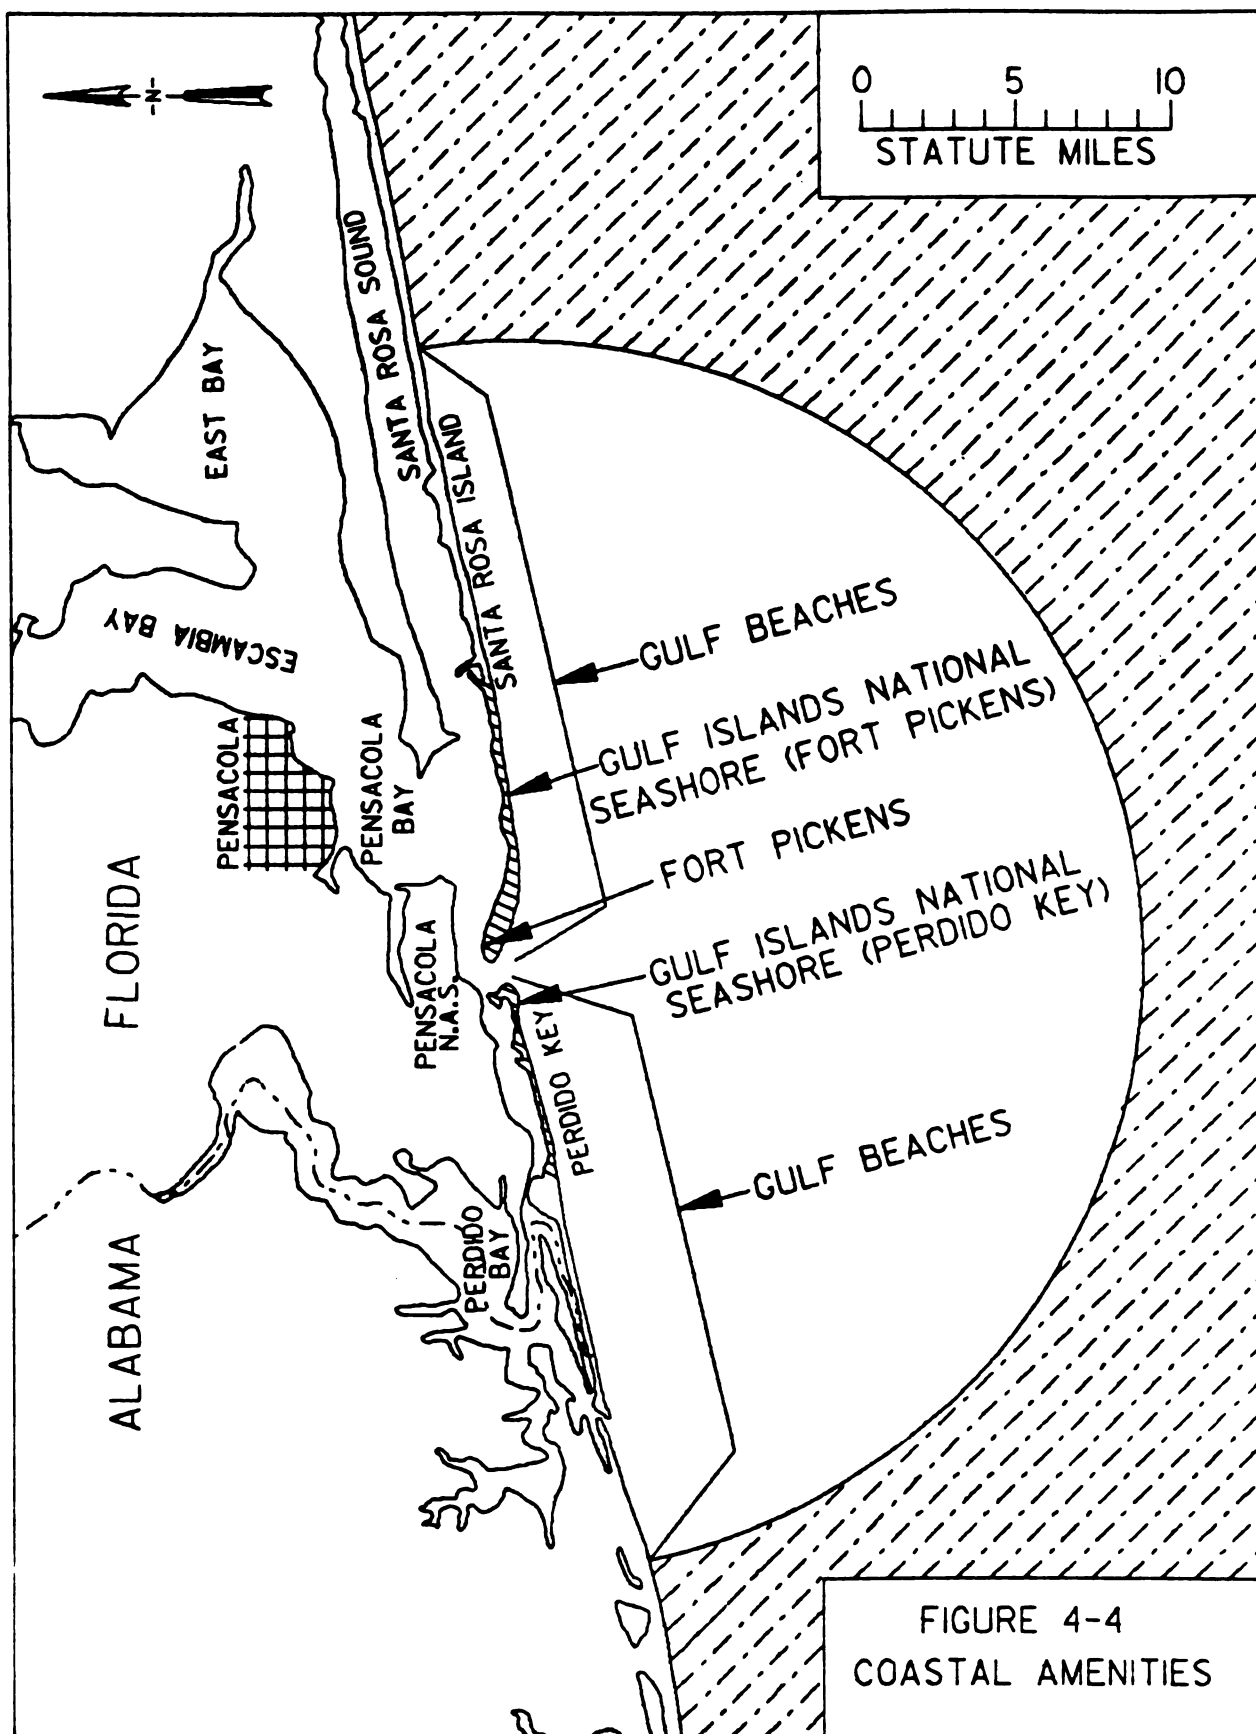 0 5 10
STATUTE MILES
N
SANTA ROSA SOUND
EAST BAY
SANTA ROSA ISLAND
ESCAMBIA BAY
GULF BEACHES
GULF ISLANDS NATIONAL
SEASHORE (FORT PICKENS)
PENSACOLA
PENSACOLA
BAY
FORT PICKENS
FLORIDA
GULF ISLANDS NATIONAL
SEASHORE (PERDIDO KEY)
PENSACOLA
N.A.S.
PERDIDO KEY
GULF BEACHES
PERDIDO
BAY
ALABAMA
FIGURE 4-4
COASTAL AMENITIES